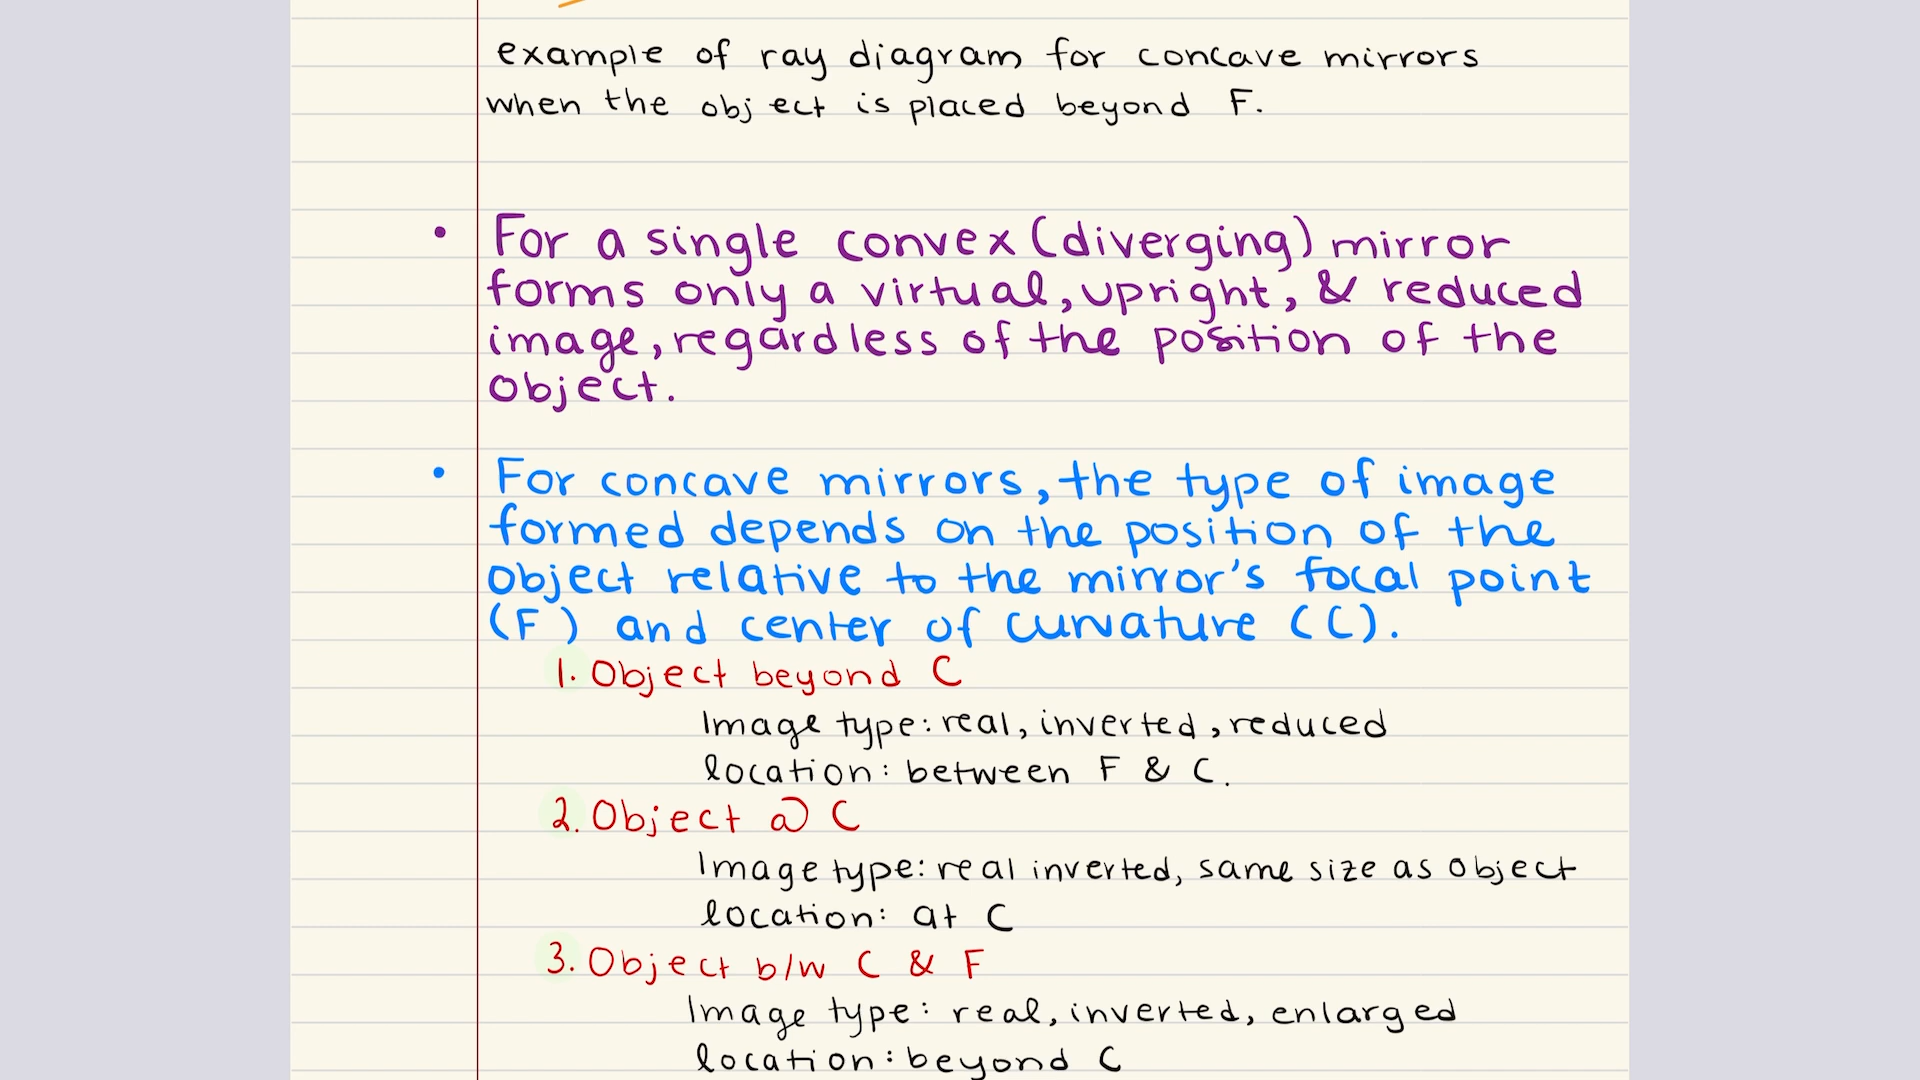 example of ray diagram for concave mirrors
when the object is placed beyond F.
• For a single convex (diverging) mirror
forms only a virtual, upright, & reduced
image, regardless of the position of the
object.
• For concave mirrors, the type of image
formed depends on the position of the
object relative to the mirror's focal point
(F) and center of curvature (C).
1. Object beyond C
Image type: real, inverted, reduced
location: between F & C.
2. Object @ C
Image type: real inverted, same size as object
location: at C
3. Object b/w C & F
Image type: real, inverted, enlarged
location: beyond C